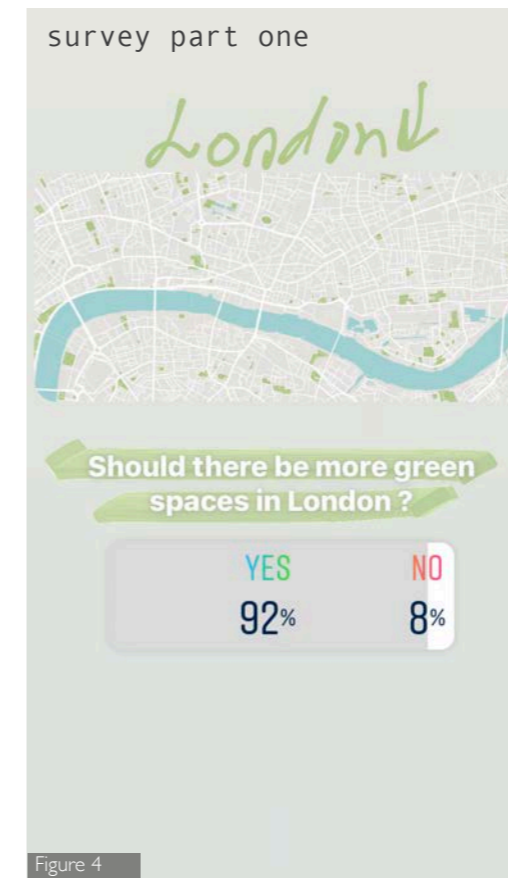 survey part one
London
Should there be more green
spaces in London ?
YES NO
92% 8%
Figure 4